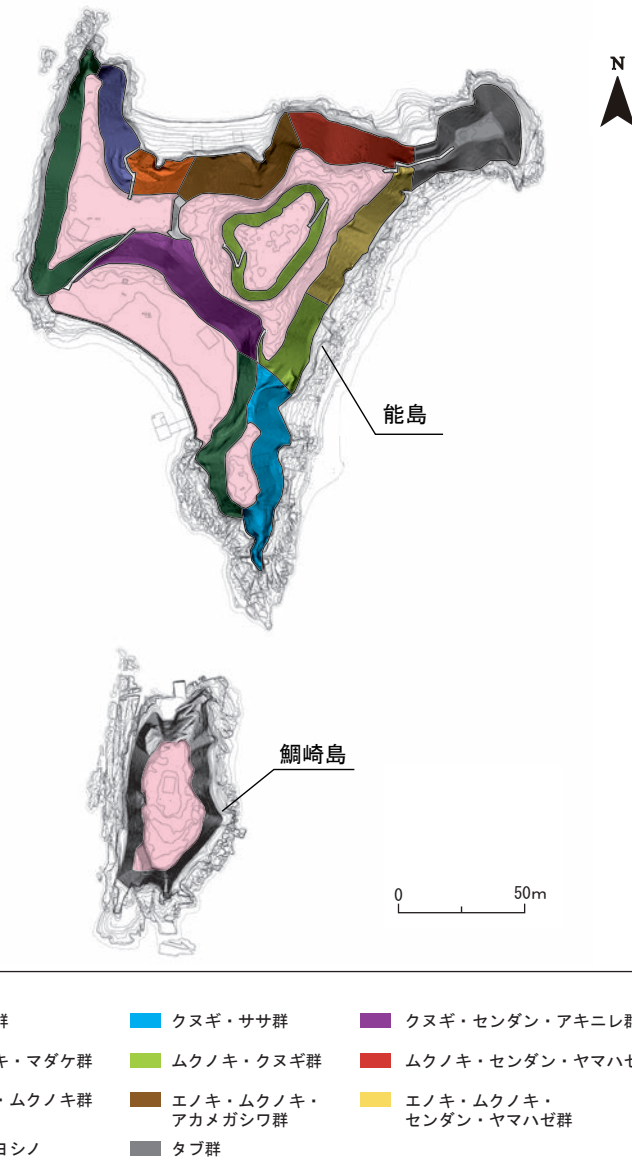 N
能島
鯛崎島
0 50m
群
クヌギ・ササ群
クヌギ・センダン・アキニレ群
キ・マダケ群
ムクノキ・クヌギ群
ムクノキ・センダン・ヤマハゼ
・ムクノキ群
エノキ・ムクノキ・
アカメガシワ群
エノキ・ムクノキ・
センダン・ヤマハゼ群
ヨシノ
タブ群